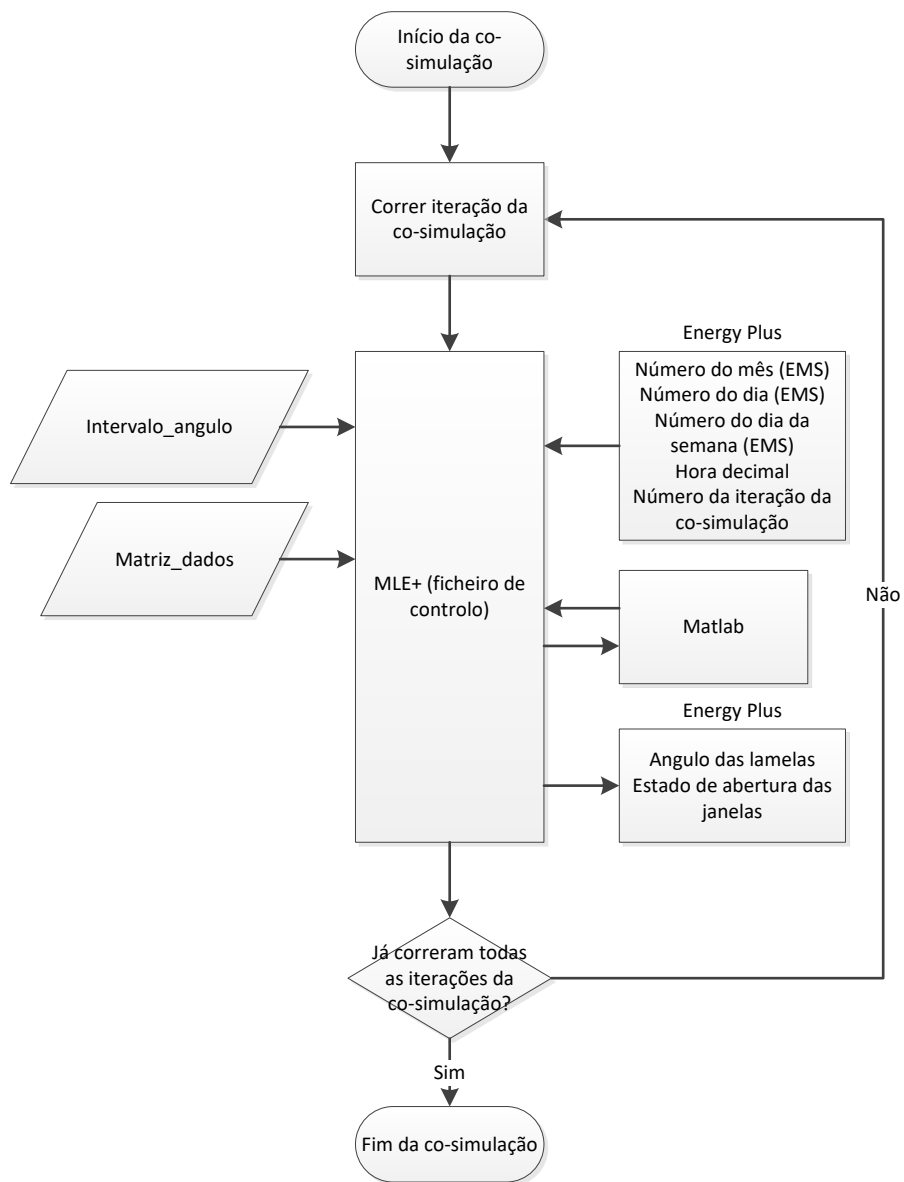 Início da co-
simulação
Correr iteração da
co-simulação
Energy Plus
Número do mês (EMS)
Número do dia (EMS)
Número do dia da
semana (EMS)
Hora decimal
Número da iteração da
co-simulação
Intervalo_angulo
Matriz_dados
MLE+ (ficheiro de
controlo)
Matlab
Não
Energy Plus
Angulo das lamelas
Estado de abertura das
janelas
Já correram todas
as iterações da
co-simulação?
Sim
Fim da co-simulação